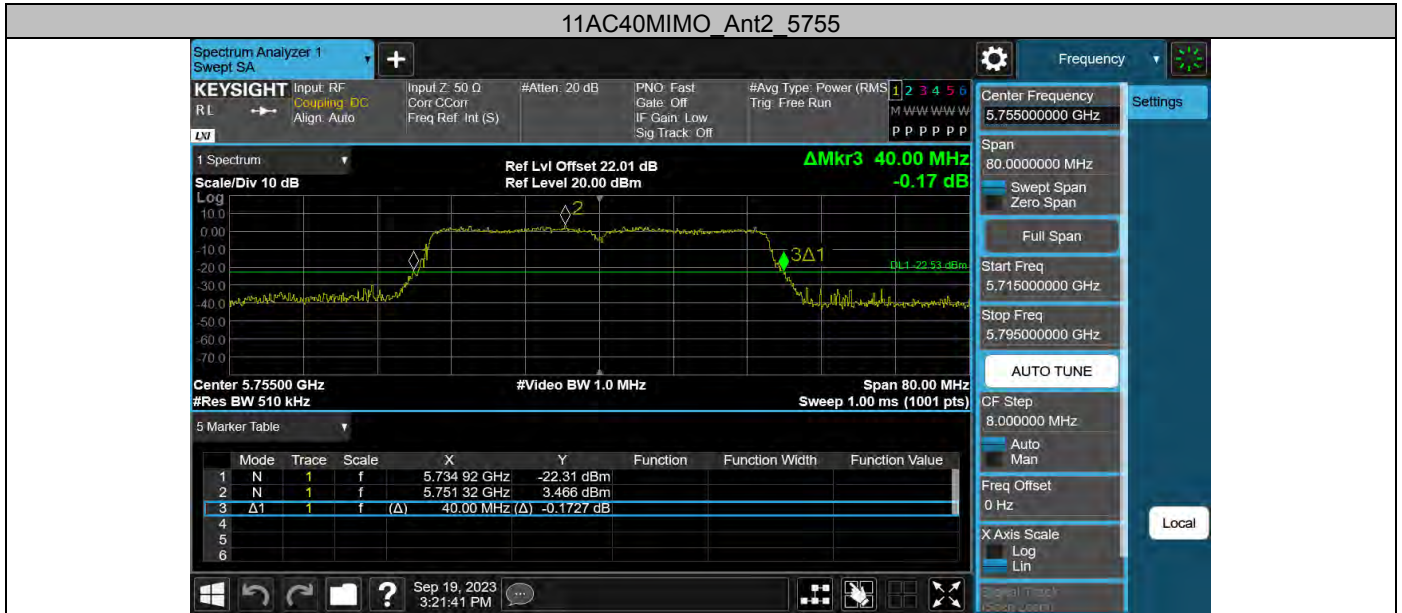 11AC40MIMO_Ant2_5755
Spectrum Analyzer 1
Swept SA
+
Frequency
KEYSIGHT
RL
LXI
Input: RF
Coupling: DC
Align: Auto
Input Z: 50 Ω
Corr CCorr
Freq Ref: Int (S)
#Atten: 20 dB
PNO: Fast
Gate: Off
IF Gain: Low
Sig Track: Off
#Avg Type: Power (RMS
Trig: Free Run
1 2 3 4 5 6
M W W W W W
P P P P P P
Center Frequency
5.755000000 GHz
Settings
Span
80.0000000 MHz
Swept Span
Zero Span
Full Span
Start Freq
5.715000000 GHz
Stop Freq
5.795000000 GHz
AUTO TUNE
CF Step
8.000000 MHz
Auto
Man
Freq Offset
0 Hz
X Axis Scale
Log
Lin
Signal Track
(Span Zoom)
Local
1 Spectrum
Scale/Div 10 dB
Ref Lvl Offset 22.01 dB
Ref Level 20.00 dBm
ΔMkr3 40.00 MHz
-0.17 dB
Log
10.0
0.00
-10.0
-20.0
-30.0
-40.0
-50.0
-60.0
-70.0
2
3Δ1
DL1 -22.53 dBm
Center 5.75500 GHz
#Video BW 1.0 MHz
Span 80.00 MHz
#Res BW 510 kHz
Sweep 1.00 ms (1001 pts)
5 Marker Table
Mode Trace Scale X Y Function Function Width Function Value
1 N 1 f 5.734 92 GHz -22.31 dBm
2 N 1 f 5.751 32 GHz 3.466 dBm
3 Δ1 1 f (Δ) 40.00 MHz (Δ) -0.1727 dB
4
5
6
?
Sep 19, 2023
3:21:41 PM